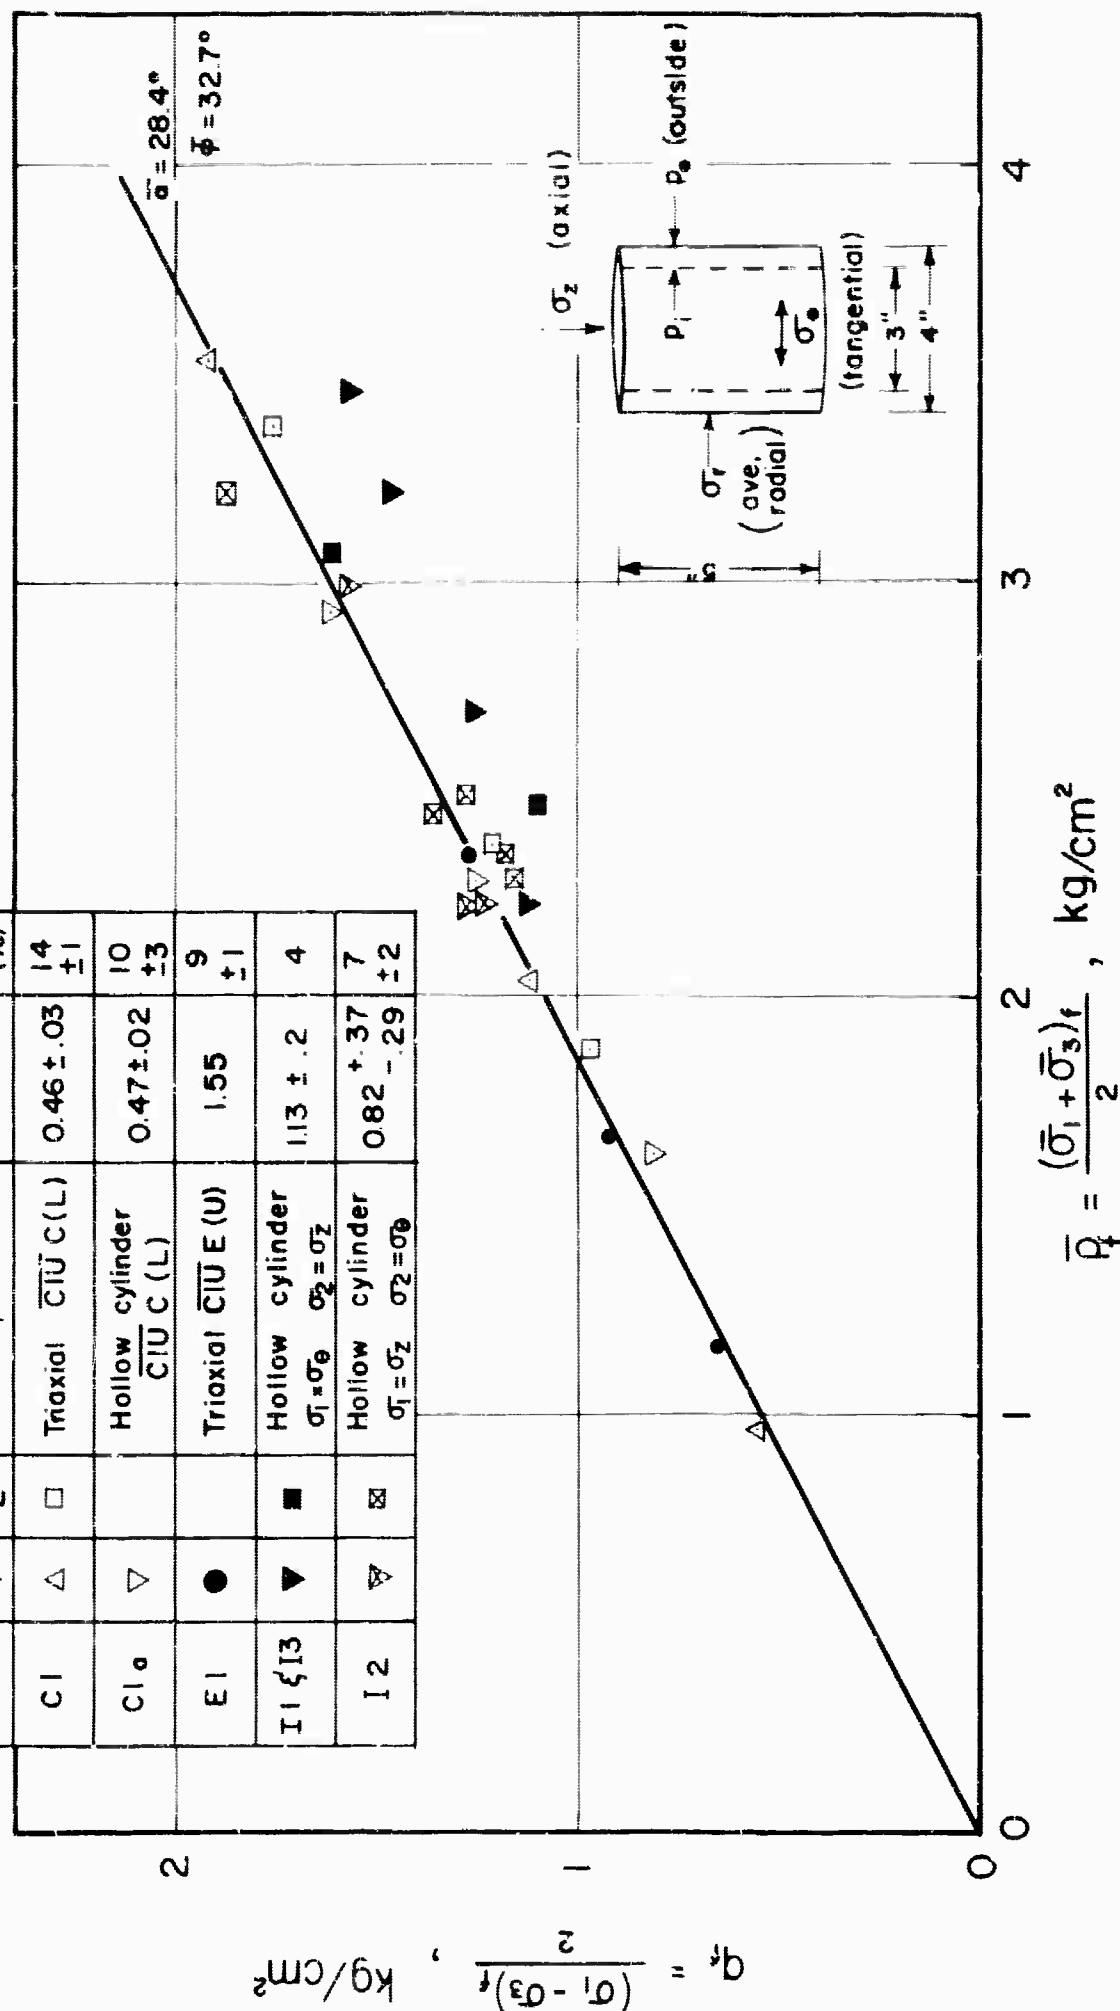 (%)
C1 Triaxial C̅I̅U̅ C(L) 0.46±.03 14 ±1
C1a Hollow cylinder C̅I̅U̅ C (L) 0.47±.02 10 ±3
E1 Triaxial C̅I̅U̅ E (U) 1.55 9 ±1
I1 & I3 Hollow cylinder σ1=σθ σ2=σz 1.13 ± .2 4
I2 Hollow cylinder σ1=σz σ2=σθ 0.82 +.37 -.29 7 ±2
α̅ = 28.4°
ϕ̅ = 32.7°
σz (axial)
pi
po (outside)
σr (ave. radial)
σθ
(tangential)
5"
3"
4"
2
1
0
0
1
2
3
4
qf = (σ1 - σ3)f / 2 , kg/cm²
p̅f = (σ̅1 + σ̅3)f / 2 , kg/cm²